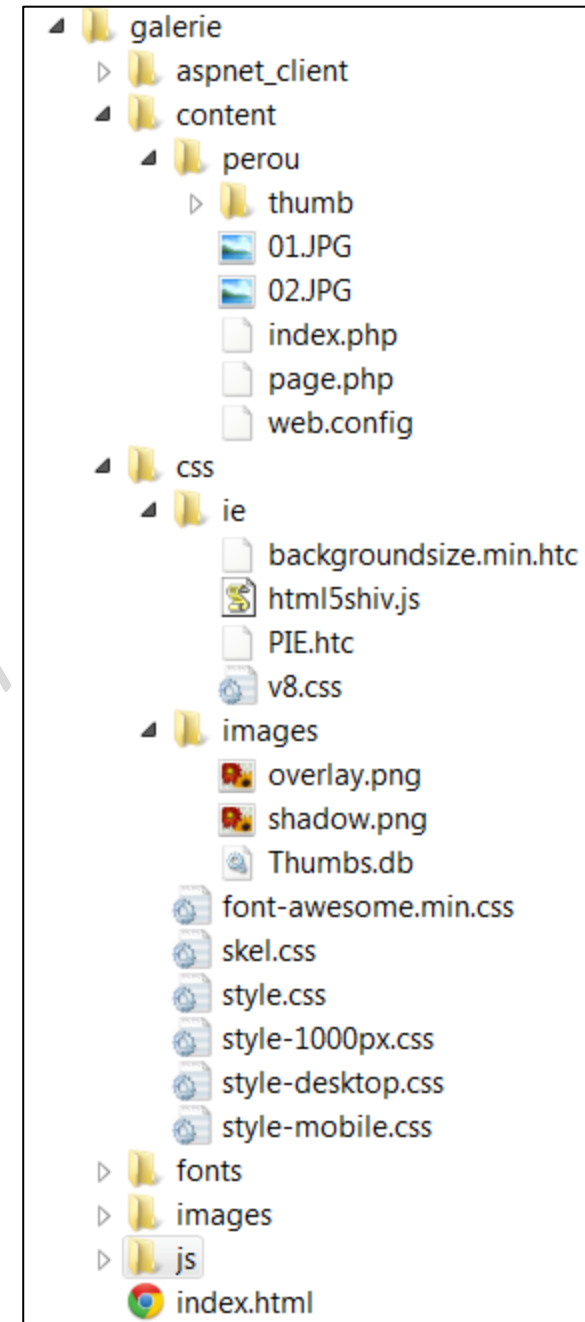 galerie
aspnet_client
content
perou
thumb
01.JPG
02.JPG
index.php
page.php
web.config
css
ie
backgroundsize.min.htc
html5shiv.js
PIE.htc
v8.css
images
overlay.png
shadow.png
Thumbs.db
font-awesome.min.css
skel.css
style.css
style-1000px.css
style-desktop.css
style-mobile.css
fonts
images
js
index.html